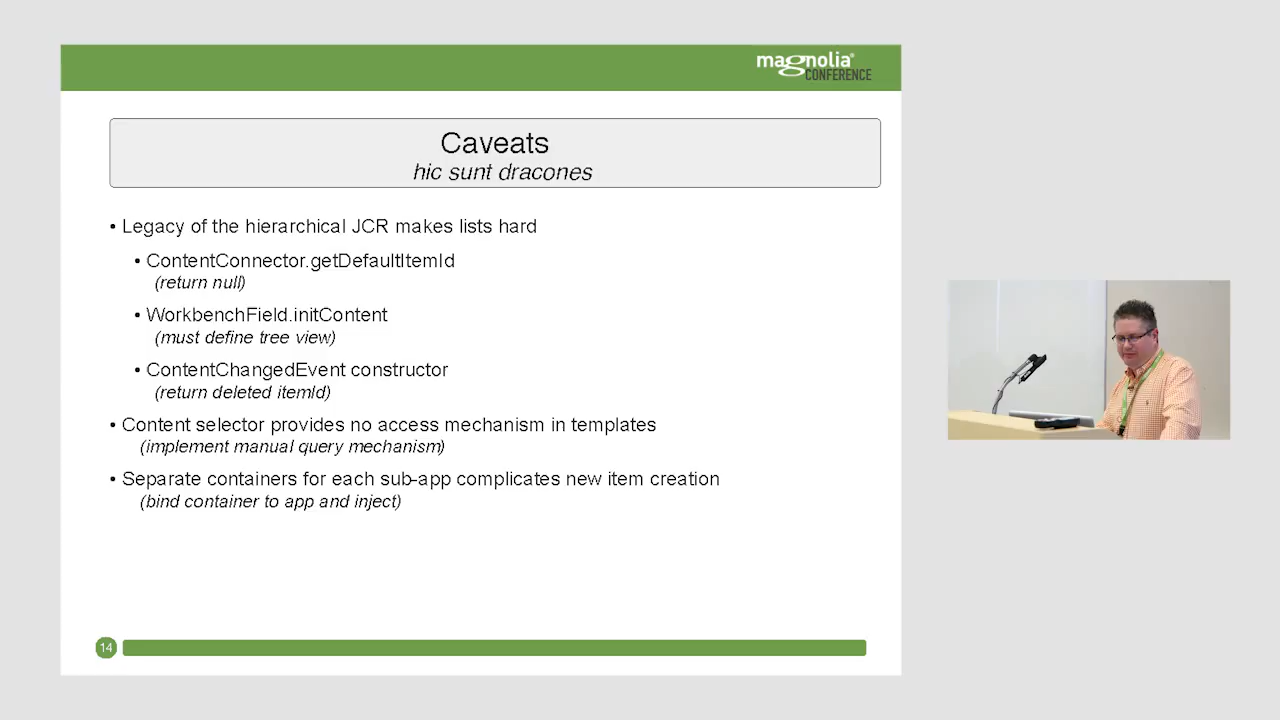 magnolia®
CONFERENCE
Caveats
hic sunt dracones
• Legacy of the hierarchical JCR makes lists hard
• ContentConnector.getDefaultItemId
(return null)
• WorkbenchField.initContent
(must define tree view)
• ContentChangedEvent constructor
(return deleted itemId)
• Content selector provides no access mechanism in templates
(implement manual query mechanism)
• Separate containers for each sub-app complicates new item creation
(bind container to app and inject)
14